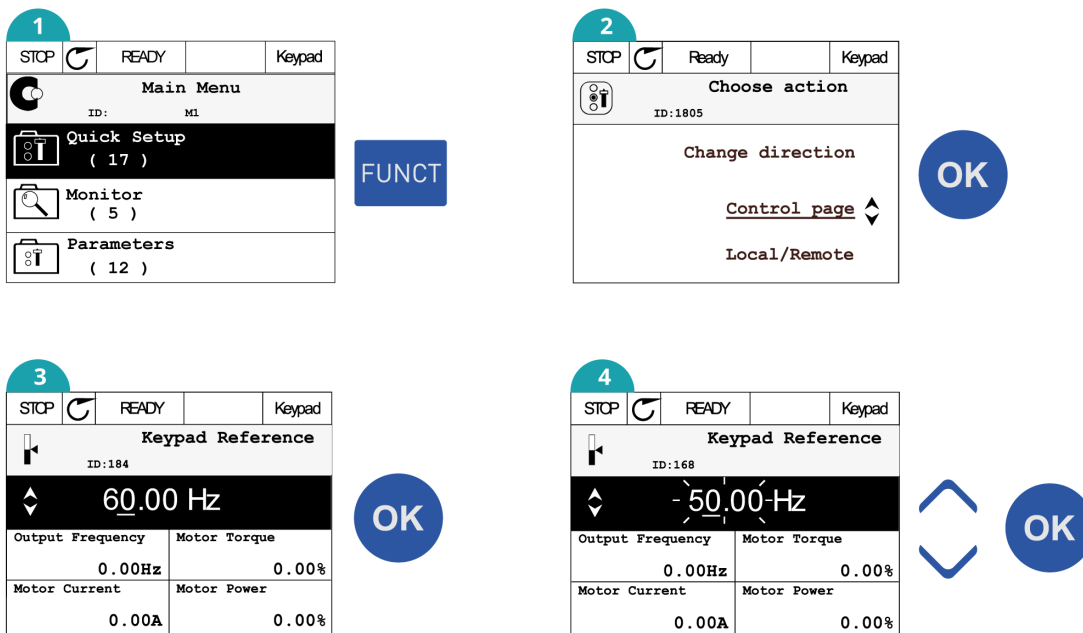 1
STOP READY Keypad
Main Menu
ID: M1
Quick Setup
( 17 )
Monitor
( 5 )
Parameters
( 12 )
FUNCT
2
STOP Ready Keypad
Choose action
ID:1805
Change direction
Control page
Local/Remote
OK
3
STOP READY Keypad
Keypad Reference
ID:184
60.00 Hz
Output Frequency Motor Torque
0.00Hz 0.00%
Motor Current Motor Power
0.00A 0.00%
OK
4
STOP READY Keypad
Keypad Reference
ID:168
50.00 Hz
Output Frequency Motor Torque
0.00Hz 0.00%
Motor Current Motor Power
0.00A 0.00%
OK